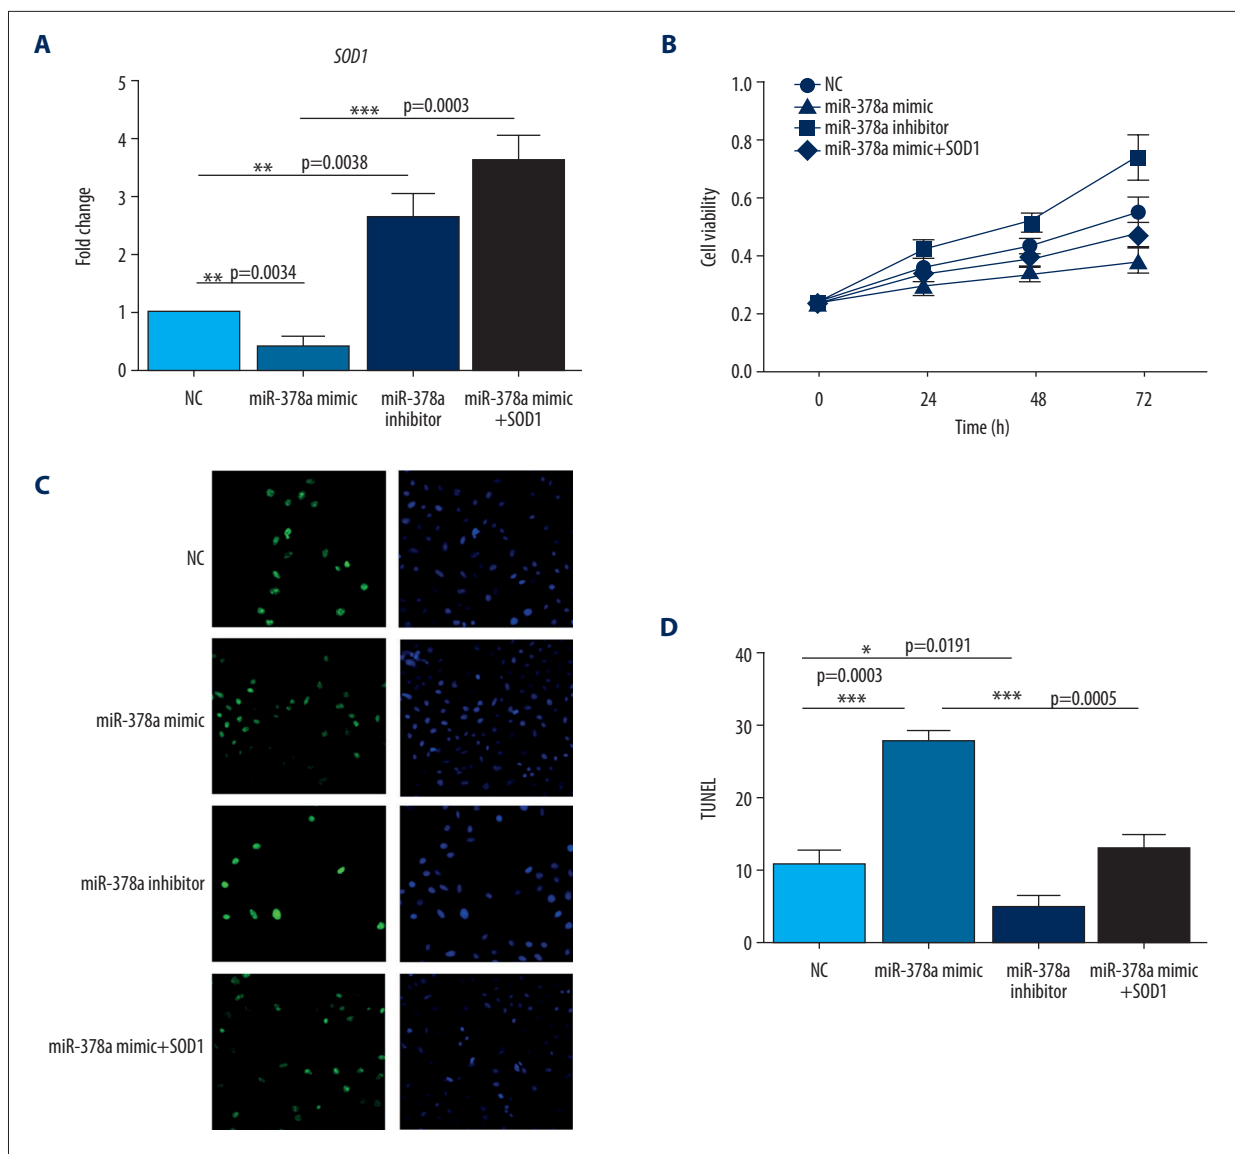 A
SOD1
5
4
3
2
1
0
Fold change
*** p=0.0003
** p=0.0038
** p=0.0034
NC
miR-378a mimic
miR-378a
inhibitor
miR-378a mimic
+SOD1
B
1.0
0.8
0.6
0.4
0.2
0.0
Cell viability
NC
miR-378a mimic
miR-378a inhibitor
miR-378a mimic+SOD1
0
24
48
72
Time (h)
C
NC
miR-378a mimic
miR-378a inhibitor
miR-378a mimic+SOD1
D
40
30
20
10
0
TUNEL
* p=0.0191
p=0.0003
***
*** p=0.0005
NC
miR-378a mimic
miR-378a
inhibitor
miR-378a mimic
+SOD1